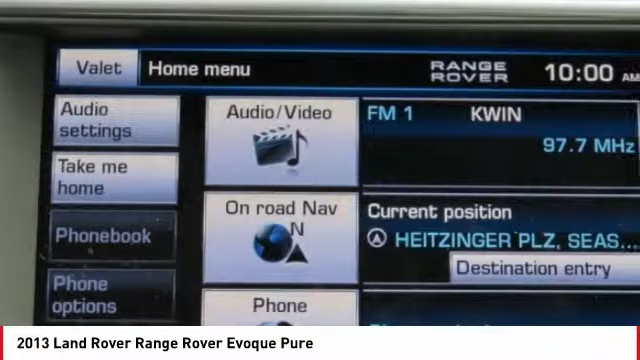 Valet
Home menu
RANGE
ROVER
10:00 AM
Audio
settings
Take me
home
Phonebook
Phone
options
Audio/Video
FM 1
KWIN
97.7 MHz
On road Nav
N
Current position
HEITZINGER PLZ, SEAS...
Destination entry
Phone
2013 Land Rover Range Rover Evoque Pure